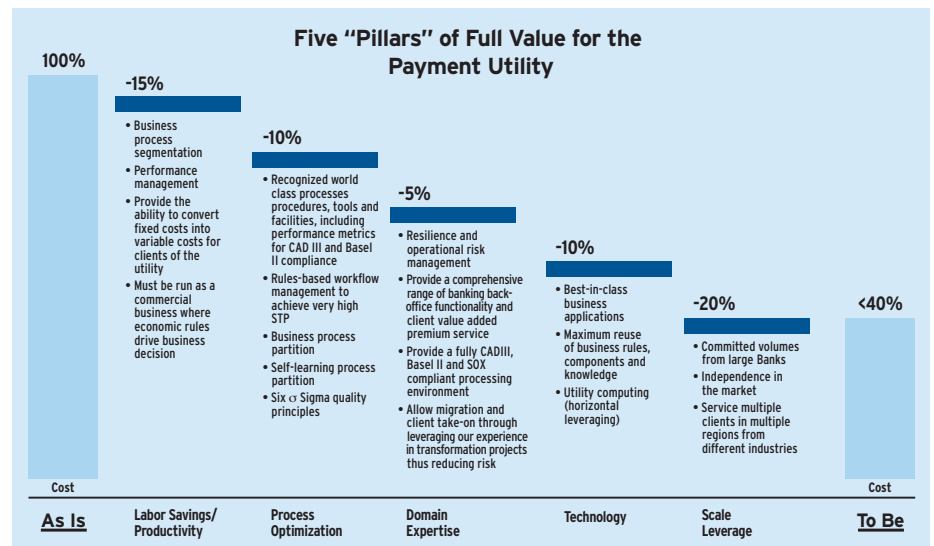 Five “Pillars” of Full Value for the
Payment Utility
100%
-15%
• Business
process
segmentation
• Performance
management
• Provide the
ability to convert
fixed costs into
variable costs for
clients of the
utility
• Must be run as a
commercial
business where
economic rules
drive business
decision
-10%
• Recognized world
class processes
procedures, tools and
facilities, including
performance metrics
for CAD III and Basel
II compliance
• Rules-based workflow
management to
achieve very high
STP
• Business process
partition
• Self-learning process
partition
• Six σ Sigma quality
principles
-5%
• Resilience and
operational risk
management
• Provide a comprehensive
range of banking back-
office functionality and
client value added
premium service
• Provide a fully CADIII,
Basel II and SOX
compliant processing
environment
• Allow migration and
client take-on through
leveraging our experience
in transformation projects
thus reducing risk
-10%
• Best-in-class
business
applications
• Maximum reuse
of business rules,
components and
knowledge
• Utility computing
(horizontal
leveraging)
-20%
• Committed volumes
from large Banks
• Independence in
the market
• Service multiple
clients in multiple
regions from
different industries
<40%
Cost
Cost
As Is
Labor Savings/
Productivity
Process
Optimization
Domain
Expertise
Technology
Scale
Leverage
To Be